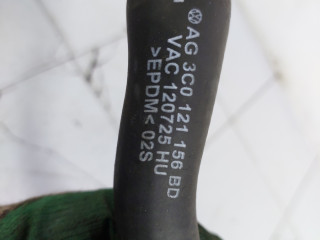 AG 3C0 121 156 BD
VAC 120725 HU
>EPDM< 02S